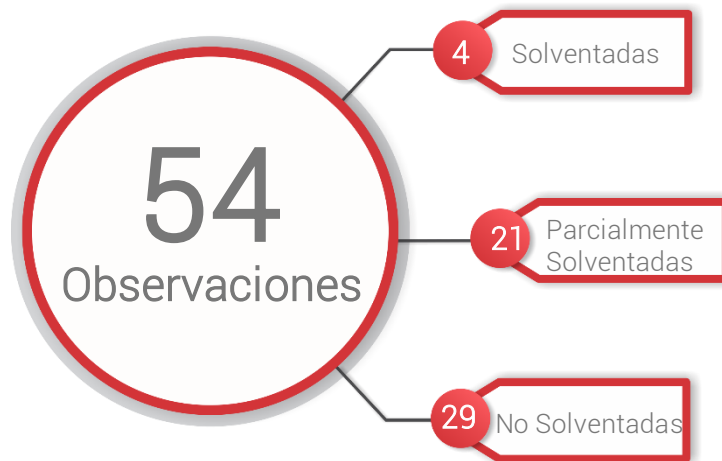 54
Observaciones
4
Solventadas
21
Parcialmente
Solventadas
29
No Solventadas